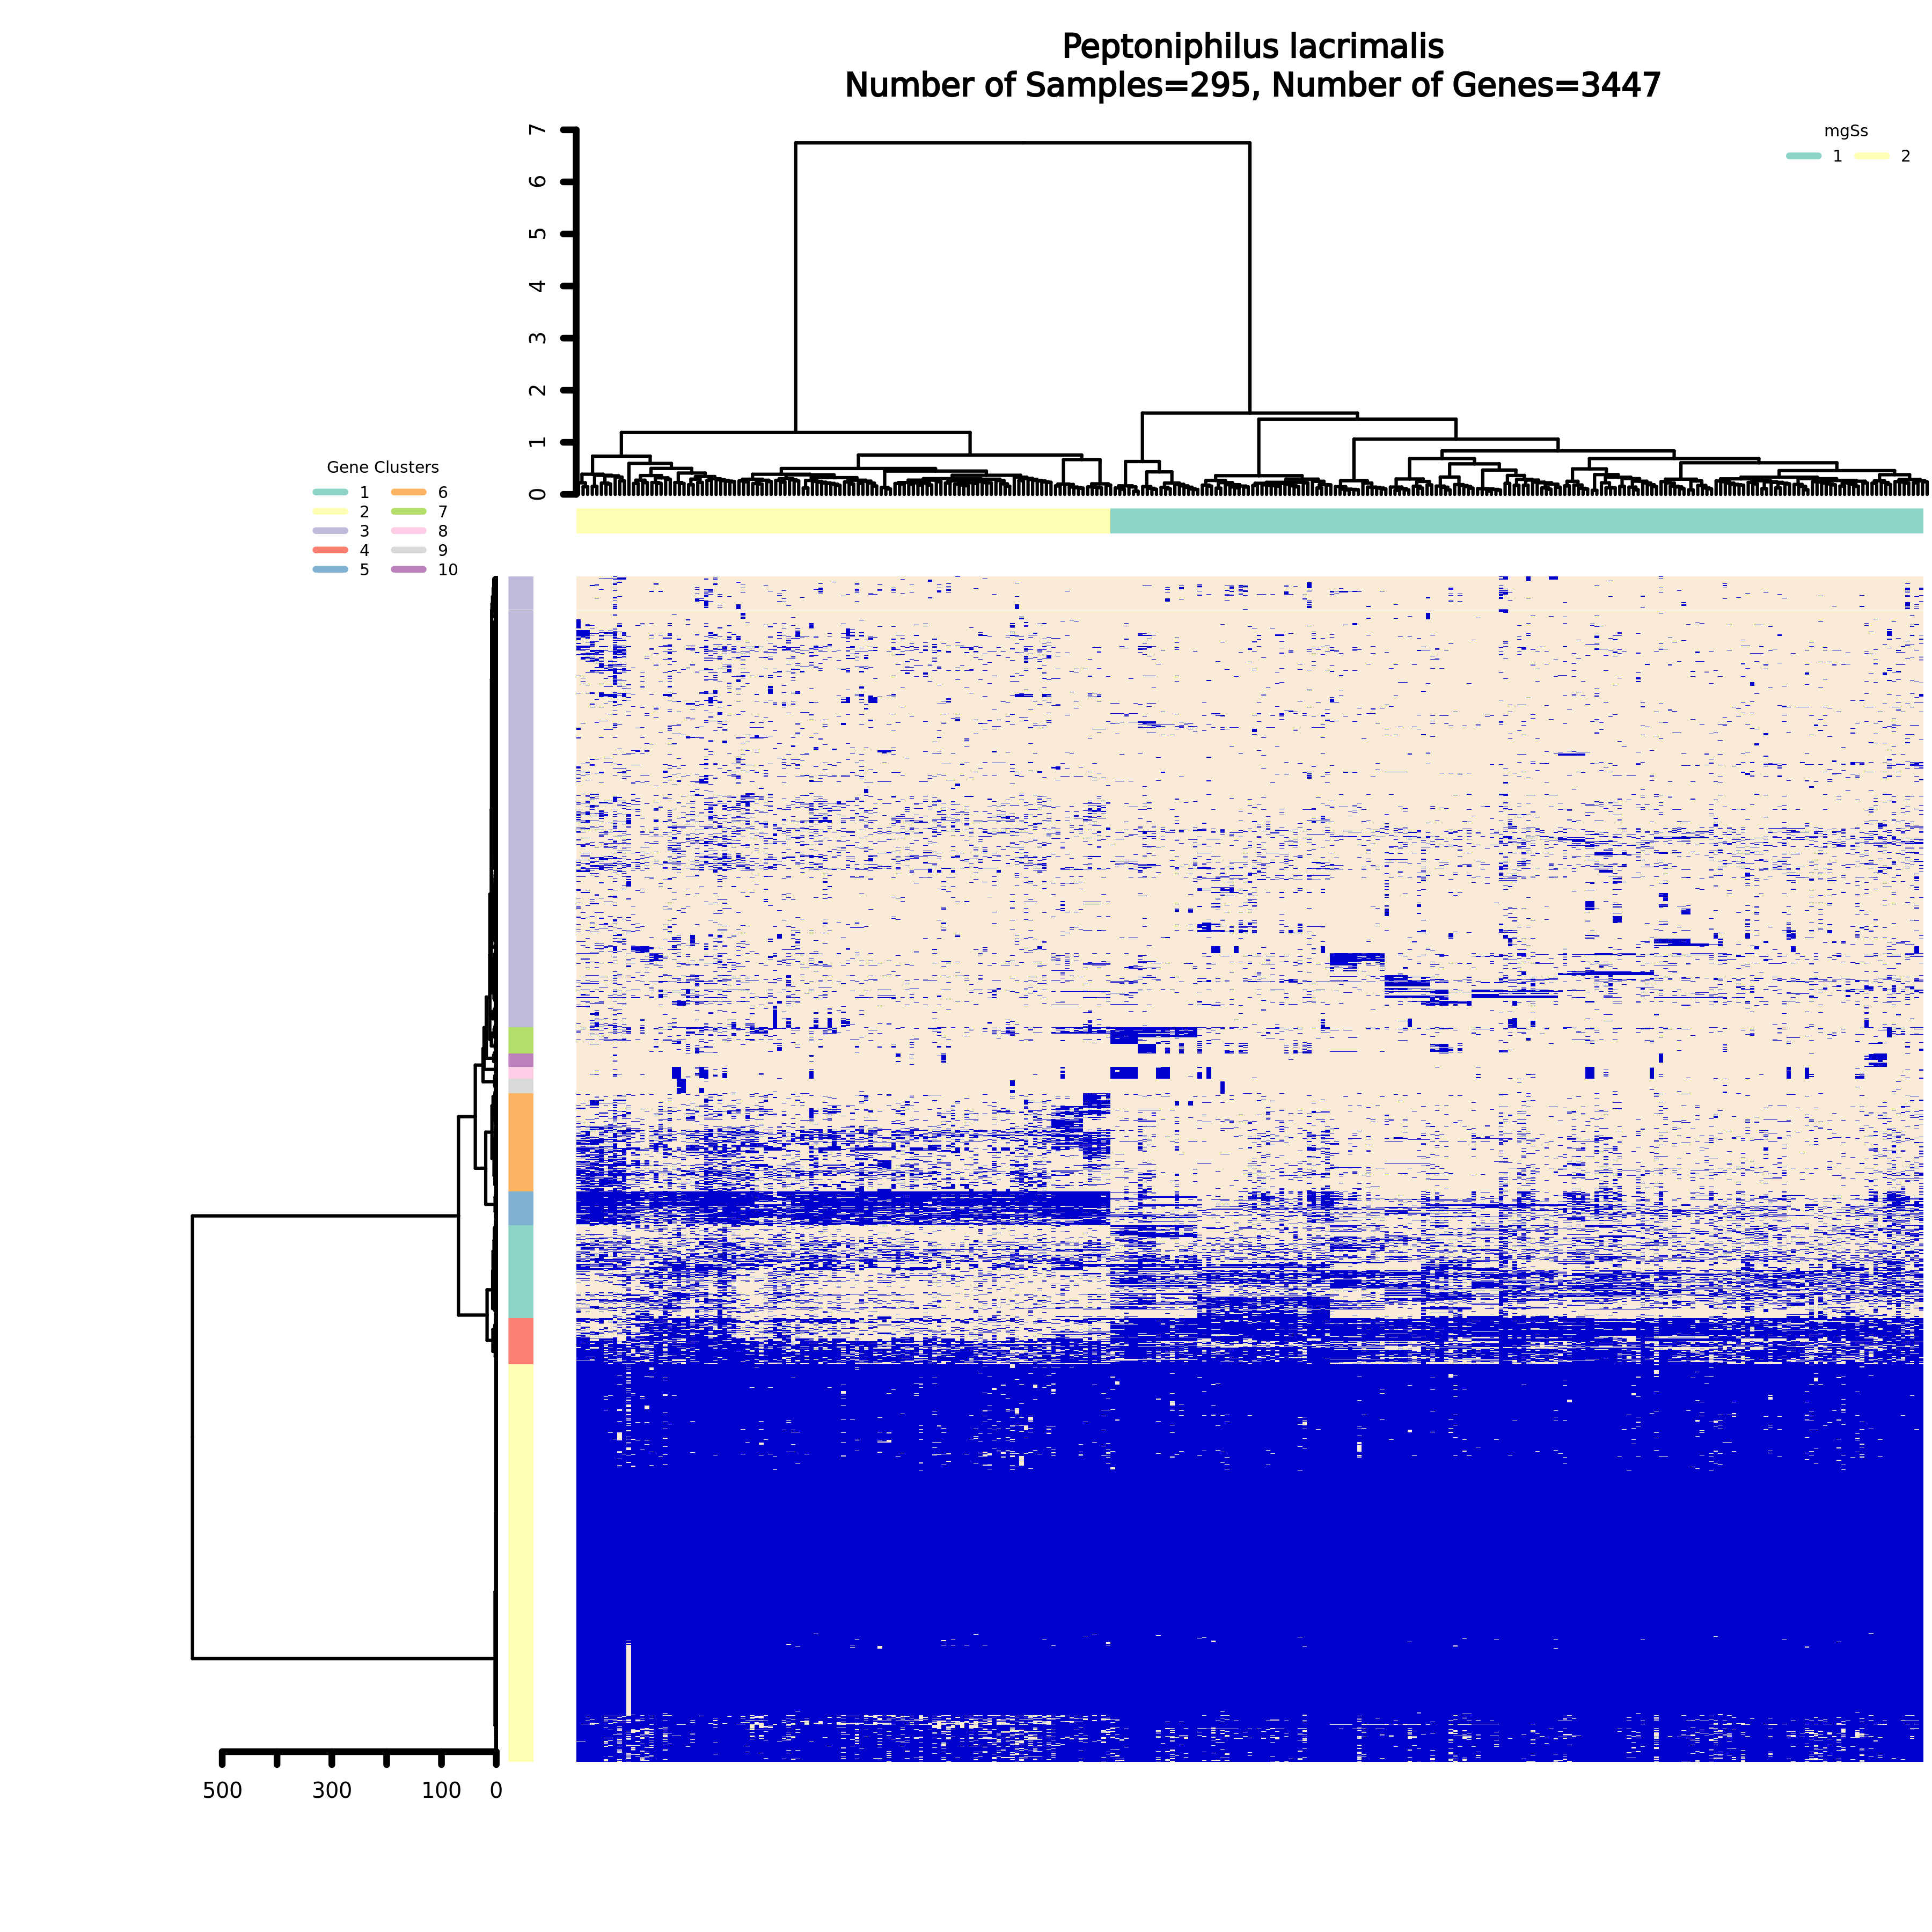 Peptoniphilus lacrimalis
Number of Samples=295, Number of Genes=3447
mgSs
1 2
7
6
5
4
3
2
1
0
Gene Clusters
1 6
2 7
3 8
4 9
5 10
500 300 100 0